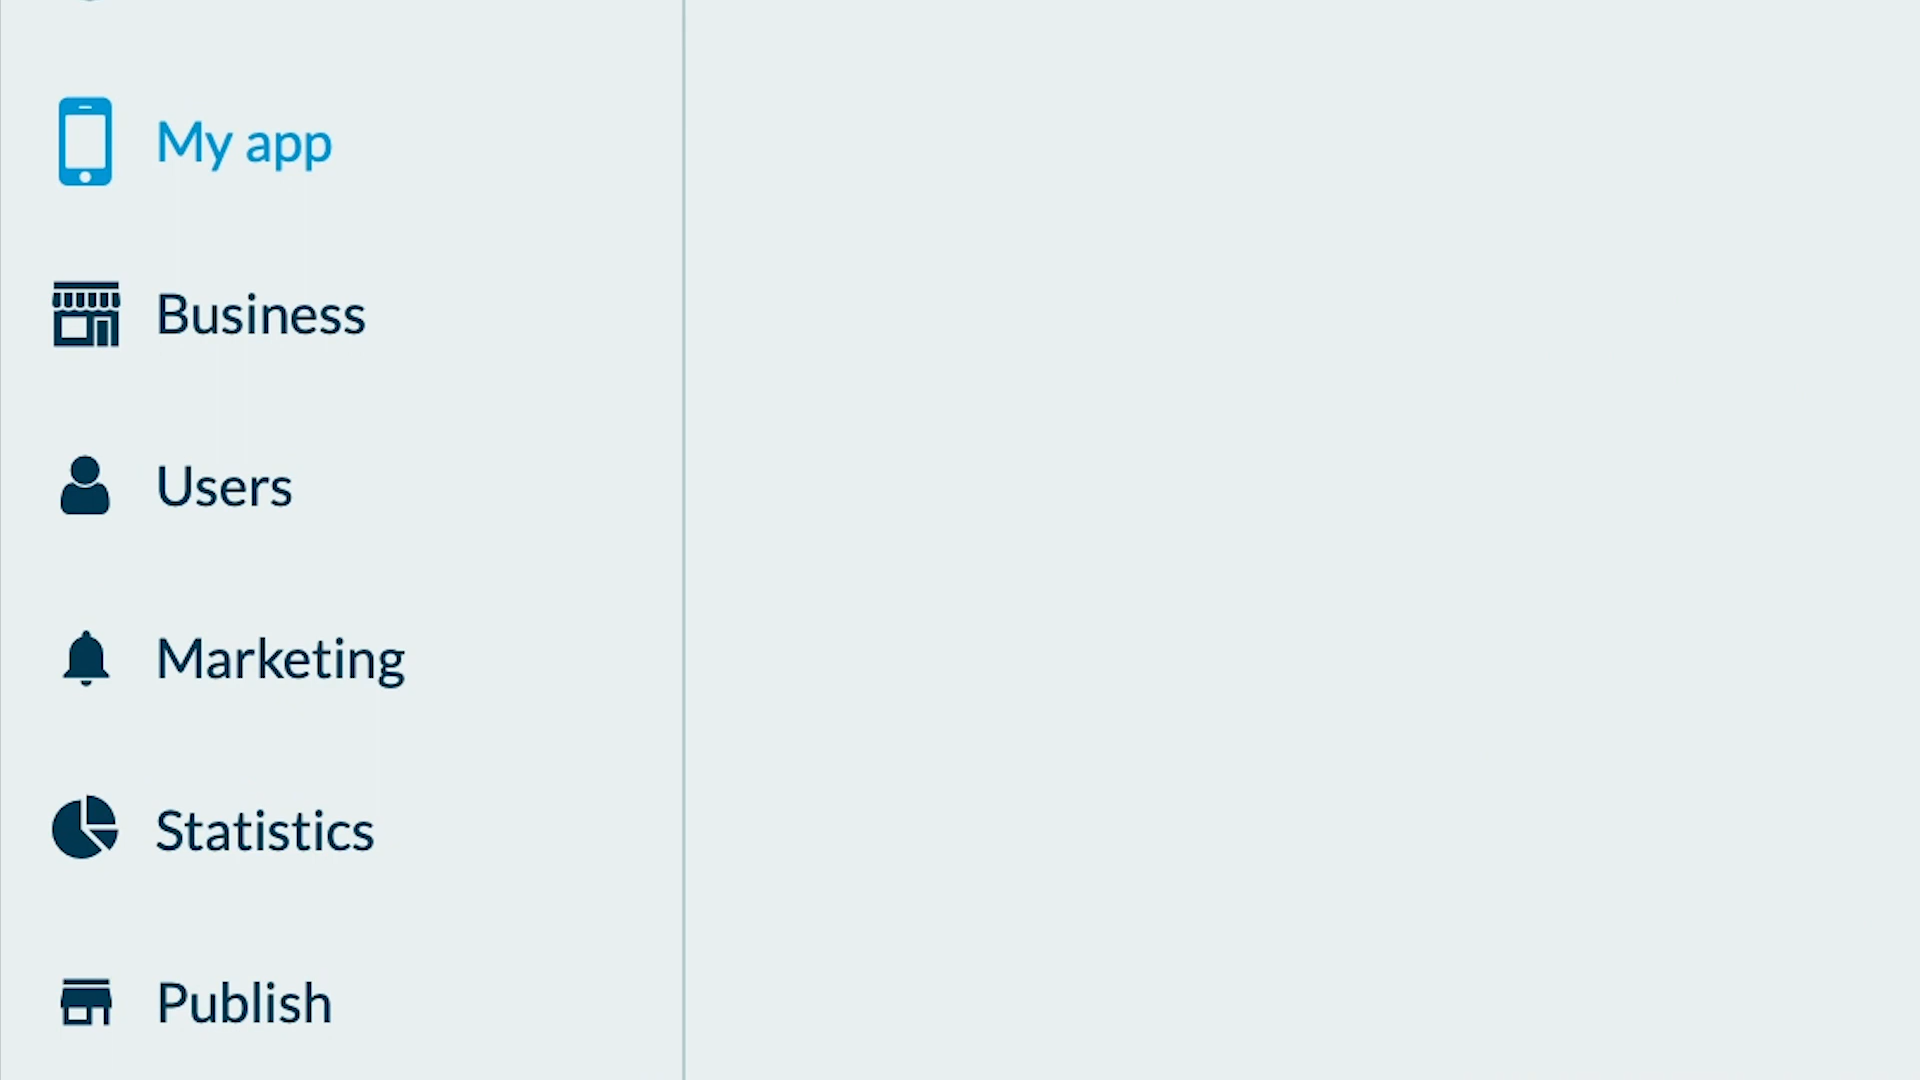 My app
Business
Users
Marketing
Statistics
Publish